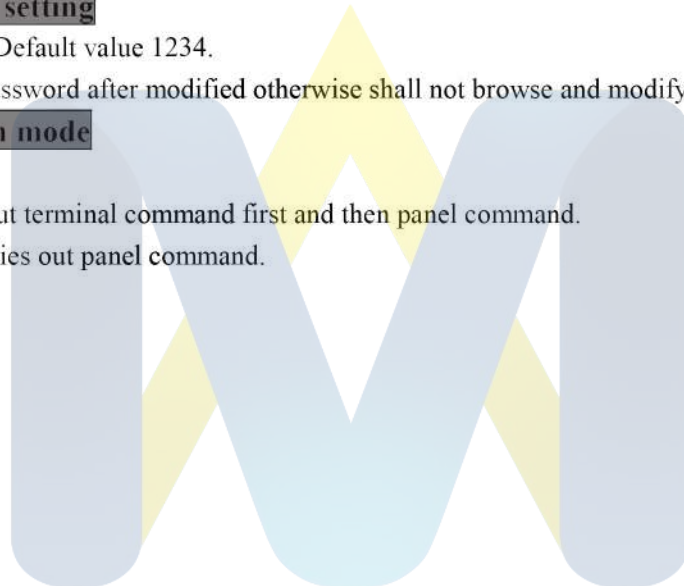 setting
Default value 1234.
ssword after modified otherwise shall not browse and modify
mode
ut terminal command first and then panel command.
ies out panel command.